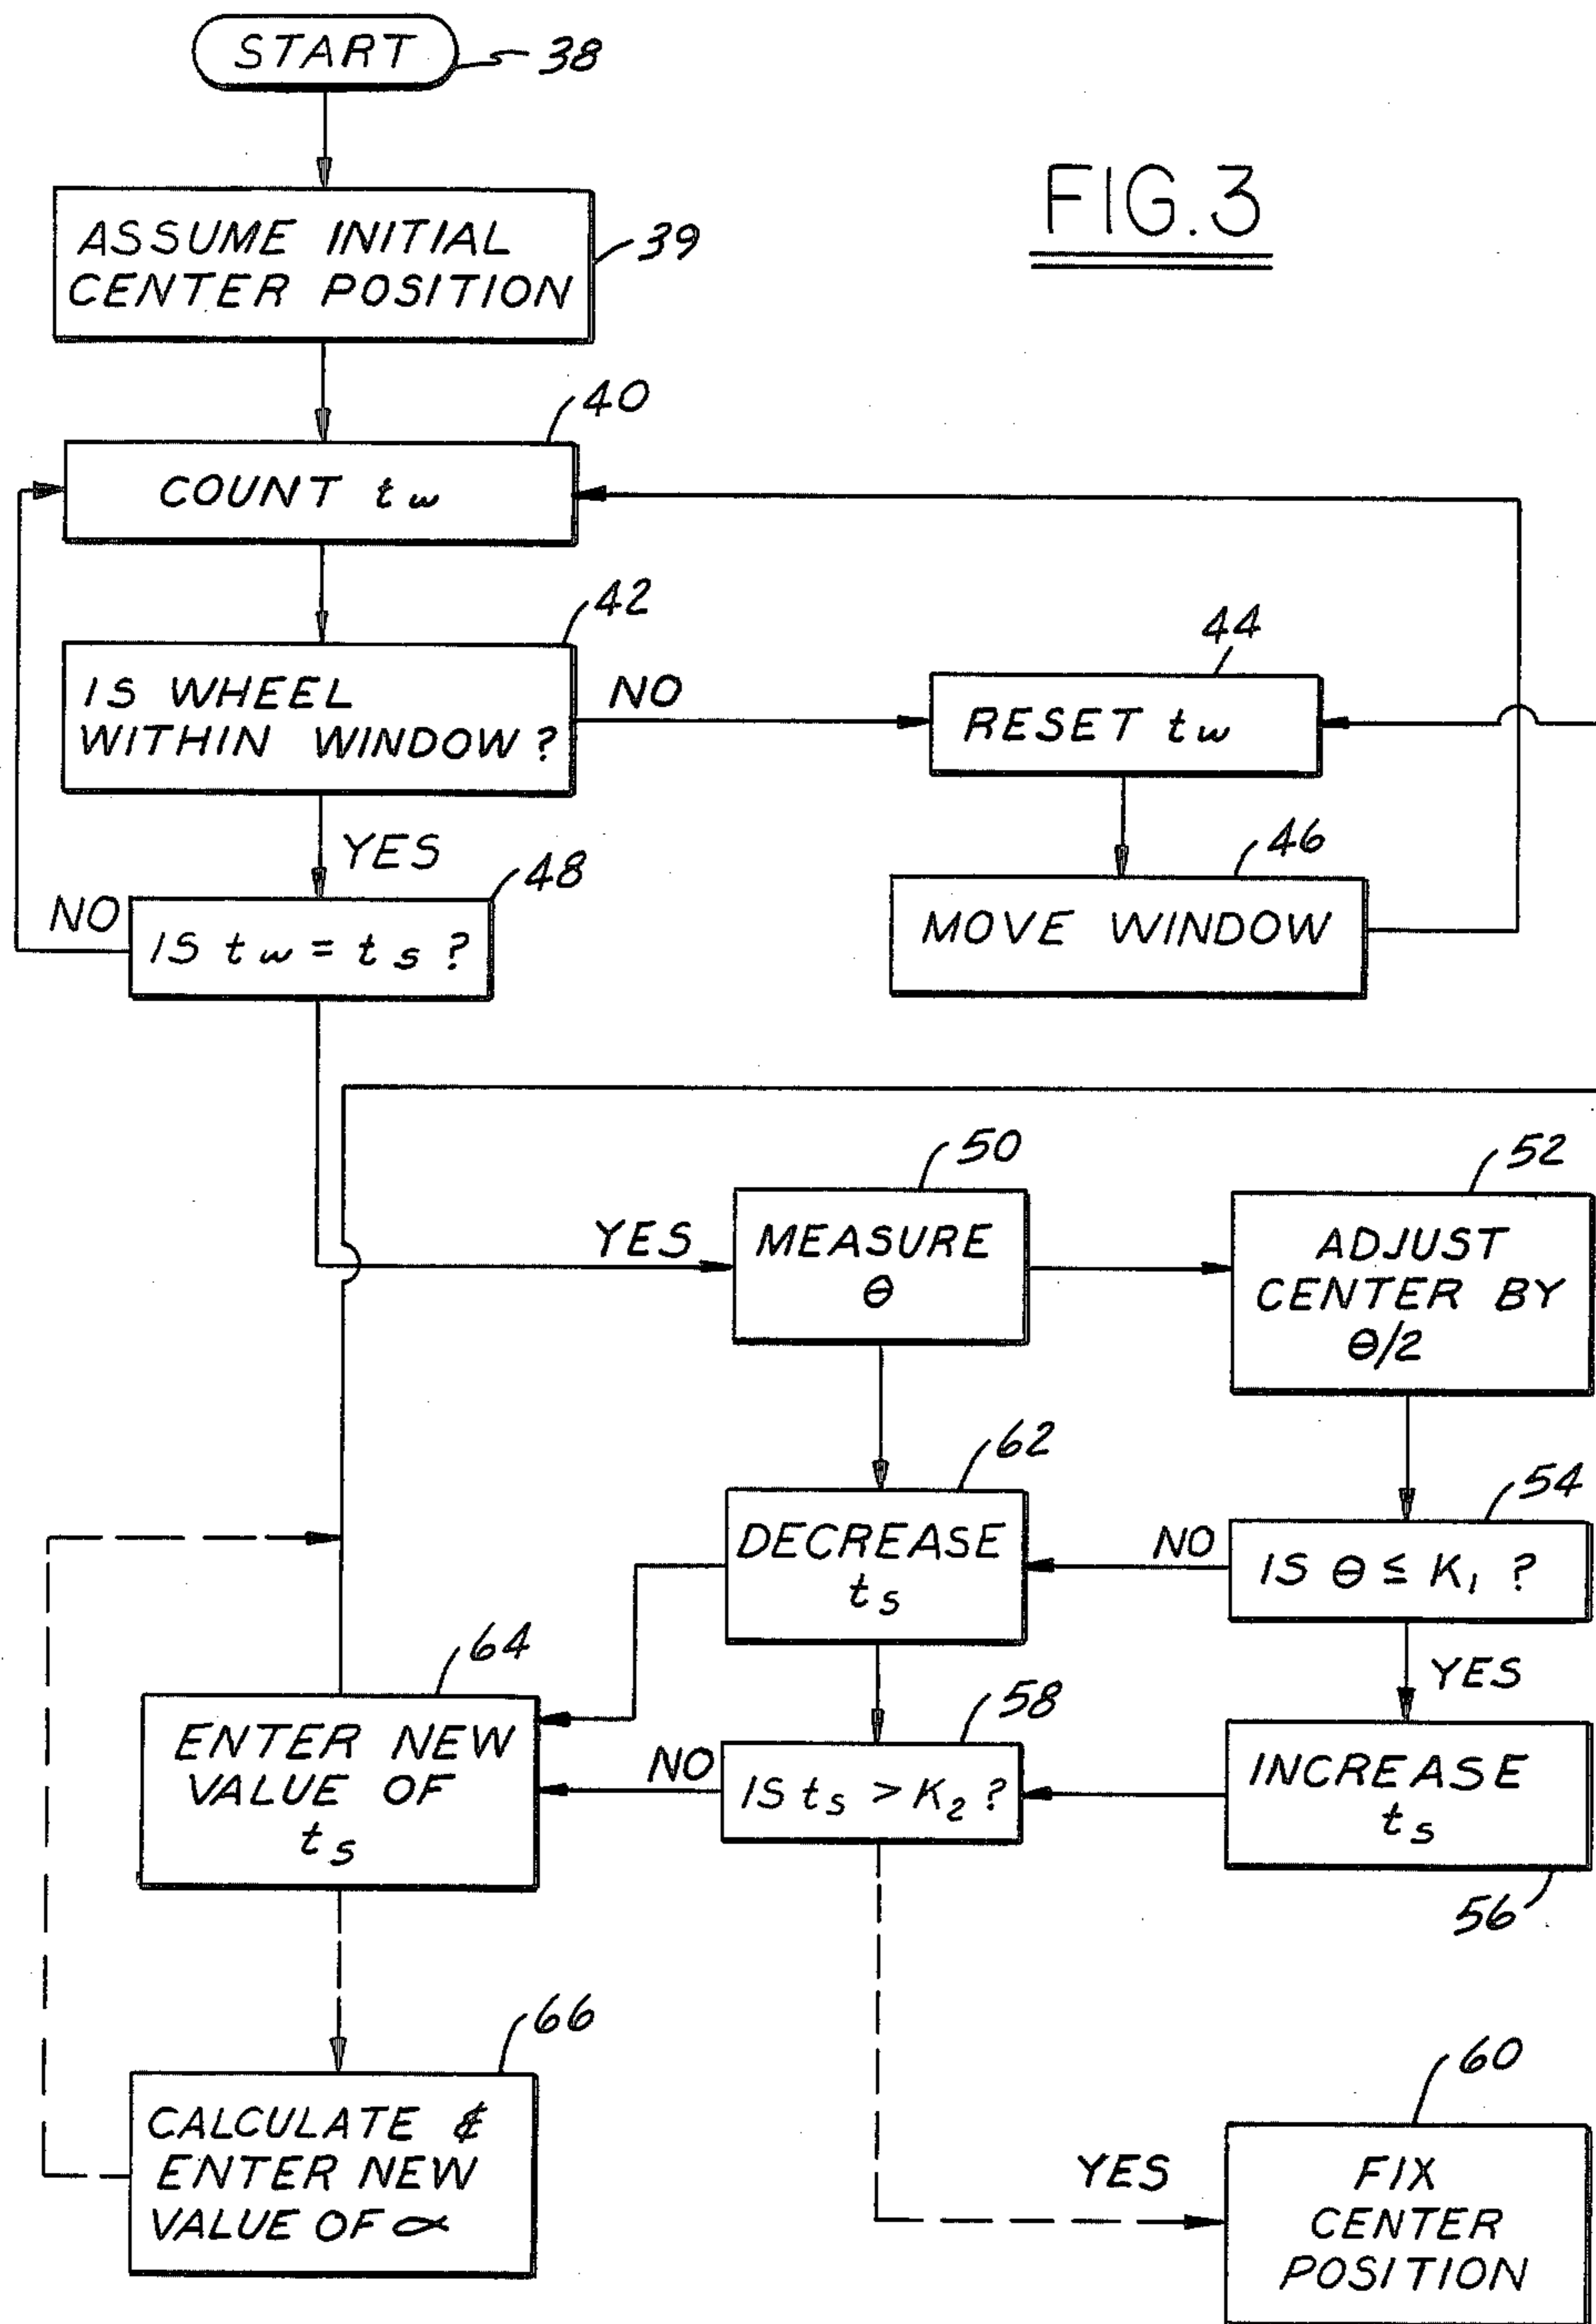 START
38
FIG. 3
ASSUME INITIAL
CENTER POSITION
39
40
COUNT tw
42
IS WHEEL
WITHIN WINDOW ?
NO
44
RESET tw
YES
46
MOVE WINDOW
48
NO
IS tw = ts ?
50
52
YES
MEASURE
θ
ADJUST
CENTER BY
θ/2
62
54
DECREASE
ts
NO
IS θ ≤ K1 ?
YES
64
58
ENTER NEW
VALUE OF
ts
NO
IS ts > K2 ?
INCREASE
ts
56
66
60
CALCULATE &
ENTER NEW
VALUE OF α
YES
FIX
CENTER
POSITION